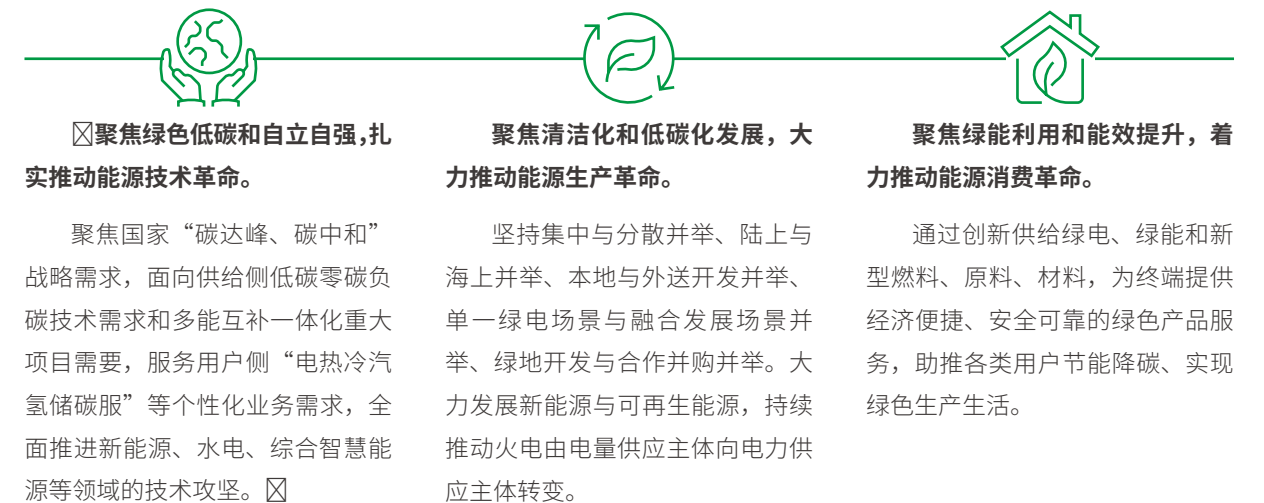 聚焦绿色低碳和自立自强，扎
实推动能源技术革命。
聚焦国家“碳达峰、碳中和”
战略需求，面向供给侧低碳零碳负
碳技术需求和多能互补一体化重大
项目需要，服务用户侧“电热冷汽
氢储碳服”等个性化业务需求，全
面推进新能源、水电、综合智慧能
源等领域的技术攻坚。
聚焦清洁化和低碳化发展，大
力推动能源生产革命。
坚持集中与分散并举、陆上与
海上并举、本地与外送开发并举、
单一绿电场景与融合发展场景并
举、绿地开发与合作并购并举。大
力发展新能源与可再生能源，持续
推动火电由电量供应主体向电力供
应主体转变。
聚焦绿能利用和能效提升，着
力推动能源消费革命。
通过创新供给绿电、绿能和新
型燃料、原料、材料，为终端提供
经济便捷、安全可靠的绿色产品服
务，助推各类用户节能降碳、实现
绿色生产生活。